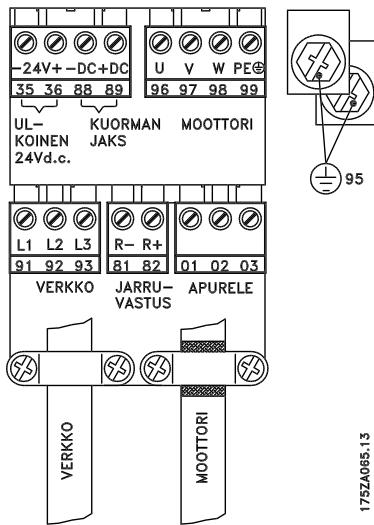 -24V+ -DC+DC
35 36 88 89
UL-
KOINEN
24Vd.c.
KUORMAN
JAKS
U V W PE
96 97 98 99
MOOTTORI
95
L1 L2 L3
91 92 93
VERKKO
R- R+
81 82
JARRU-
VASTUS
01 02 03
APURELE
VERKKO
MOOTTORI
175ZA065.13